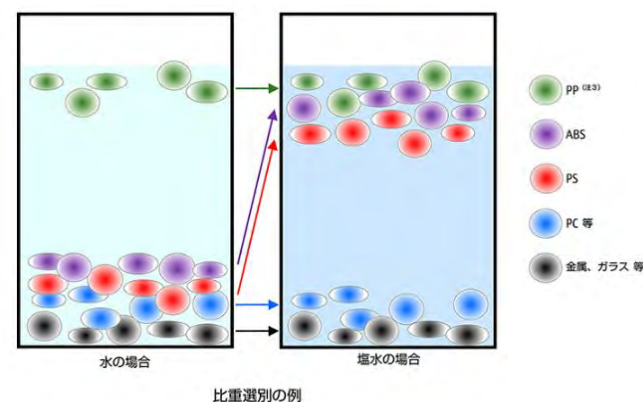 PP (注3)
ABS
PS
PC 等
金属、ガラス 等
水の場合
塩水の場合
比重選別の例